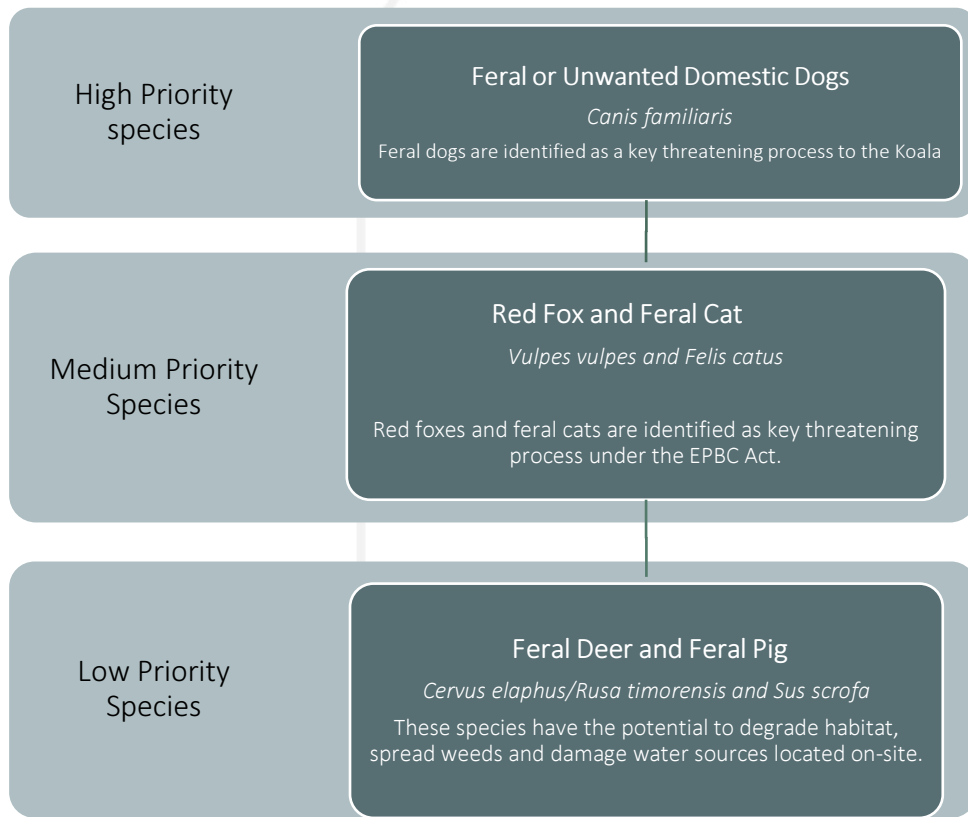 High Priority
species
Feral or Unwanted Domestic Dogs
Canis familiaris
Feral dogs are identified as a key threatening process to the Koala
Medium Priority
Species
Red Fox and Feral Cat
Vulpes vulpes and Felis catus
Red foxes and feral cats are identified as key threatening
process under the EPBC Act.
Low Priority
Species
Feral Deer and Feral Pig
Cervus elaphus/Rusa timorensis and Sus scrofa
These species have the potential to degrade habitat,
spread weeds and damage water sources located on-site.